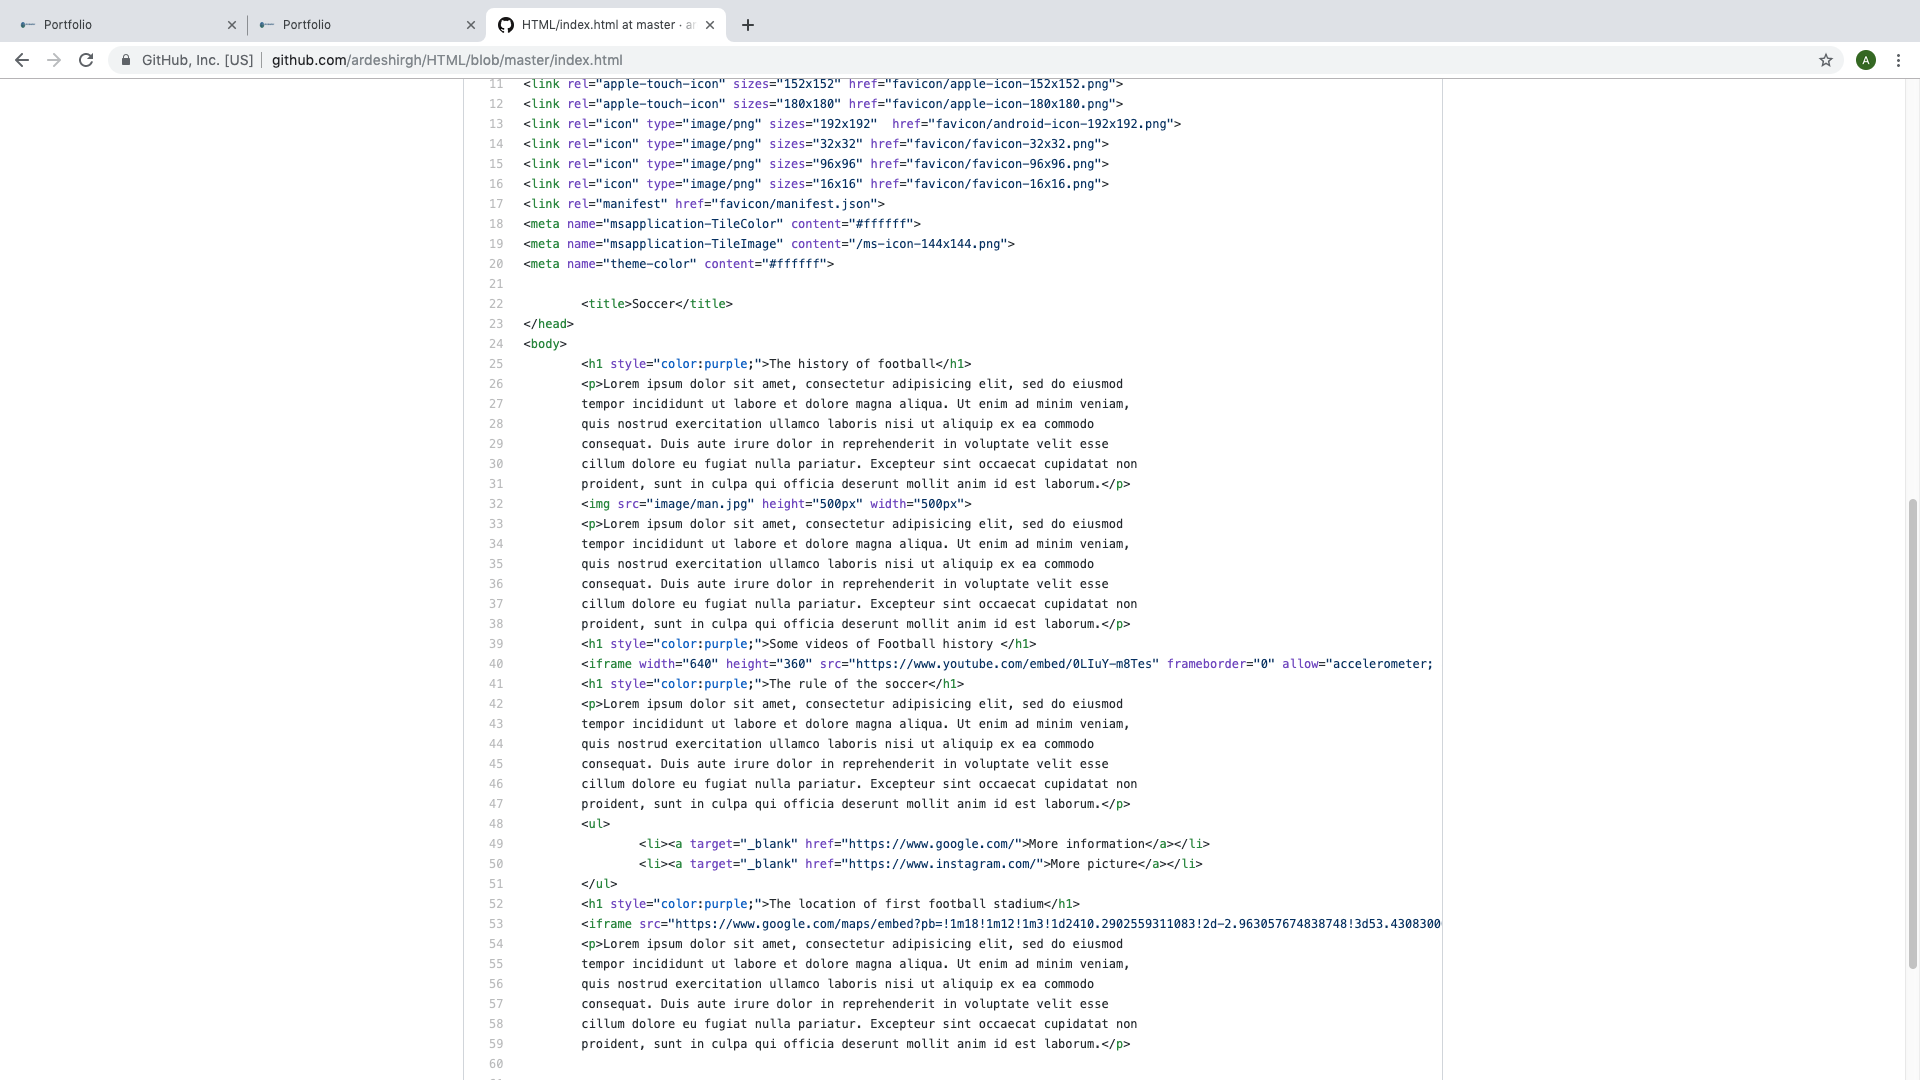 Portfolio
Portfolio
HTML/index.html at master · ar
GitHub, Inc. [US] github.com/ardeshirgh/HTML/blob/master/index.html
A
11 <link rel="apple-touch-icon" sizes="152x152" href="favicon/apple-icon-152x152.png">
12 <link rel="apple-touch-icon" sizes="180x180" href="favicon/apple-icon-180x180.png">
13 <link rel="icon" type="image/png" sizes="192x192"  href="favicon/android-icon-192x192.png">
14 <link rel="icon" type="image/png" sizes="32x32" href="favicon/favicon-32x32.png">
15 <link rel="icon" type="image/png" sizes="96x96" href="favicon/favicon-96x96.png">
16 <link rel="icon" type="image/png" sizes="16x16" href="favicon/favicon-16x16.png">
17 <link rel="manifest" href="favicon/manifest.json">
18 <meta name="msapplication-TileColor" content="#ffffff">
19 <meta name="msapplication-TileImage" content="/ms-icon-144x144.png">
20 <meta name="theme-color" content="#ffffff">
21
22 <title>Soccer</title>
23 </head>
24 <body>
25 <h1 style="color:purple;">The history of football</h1>
26 <p>Lorem ipsum dolor sit amet, consectetur adipisicing elit, sed do eiusmod
27 tempor incididunt ut labore et dolore magna aliqua. Ut enim ad minim veniam,
28 quis nostrud exercitation ullamco laboris nisi ut aliquip ex ea commodo
29 consequat. Duis aute irure dolor in reprehenderit in voluptate velit esse
30 cillum dolore eu fugiat nulla pariatur. Excepteur sint occaecat cupidatat non
31 proident, sunt in culpa qui officia deserunt mollit anim id est laborum.</p>
32 <img src="image/man.jpg" height="500px" width="500px">
33 <p>Lorem ipsum dolor sit amet, consectetur adipisicing elit, sed do eiusmod
34 tempor incididunt ut labore et dolore magna aliqua. Ut enim ad minim veniam,
35 quis nostrud exercitation ullamco laboris nisi ut aliquip ex ea commodo
36 consequat. Duis aute irure dolor in reprehenderit in voluptate velit esse
37 cillum dolore eu fugiat nulla pariatur. Excepteur sint occaecat cupidatat non
38 proident, sunt in culpa qui officia deserunt mollit anim id est laborum.</p>
39 <h1 style="color:purple;">Some videos of Football history </h1>
40 <iframe width="640" height="360" src="https://www.youtube.com/embed/0LIuY-m8Tes" frameborder="0" allow="accelerometer;
41 <h1 style="color:purple;">The rule of the soccer</h1>
42 <p>Lorem ipsum dolor sit amet, consectetur adipisicing elit, sed do eiusmod
43 tempor incididunt ut labore et dolore magna aliqua. Ut enim ad minim veniam,
44 quis nostrud exercitation ullamco laboris nisi ut aliquip ex ea commodo
45 consequat. Duis aute irure dolor in reprehenderit in voluptate velit esse
46 cillum dolore eu fugiat nulla pariatur. Excepteur sint occaecat cupidatat non
47 proident, sunt in culpa qui officia deserunt mollit anim id est laborum.</p>
48 <ul>
49 <li><a target="_blank" href="https://www.google.com/">More information</a></li>
50 <li><a target="_blank" href="https://www.instagram.com/">More picture</a></li>
51 </ul>
52 <h1 style="color:purple;">The location of first football stadium</h1>
53 <iframe src="https://www.google.com/maps/embed?pb=!1m18!1m12!1m3!1d2410.2902559311083!2d-2.963057674838748!3d53.4308300
54 <p>Lorem ipsum dolor sit amet, consectetur adipisicing elit, sed do eiusmod
55 tempor incididunt ut labore et dolore magna aliqua. Ut enim ad minim veniam,
56 quis nostrud exercitation ullamco laboris nisi ut aliquip ex ea commodo
57 consequat. Duis aute irure dolor in reprehenderit in voluptate velit esse
58 cillum dolore eu fugiat nulla pariatur. Excepteur sint occaecat cupidatat non
59 proident, sunt in culpa qui officia deserunt mollit anim id est laborum.</p>
60